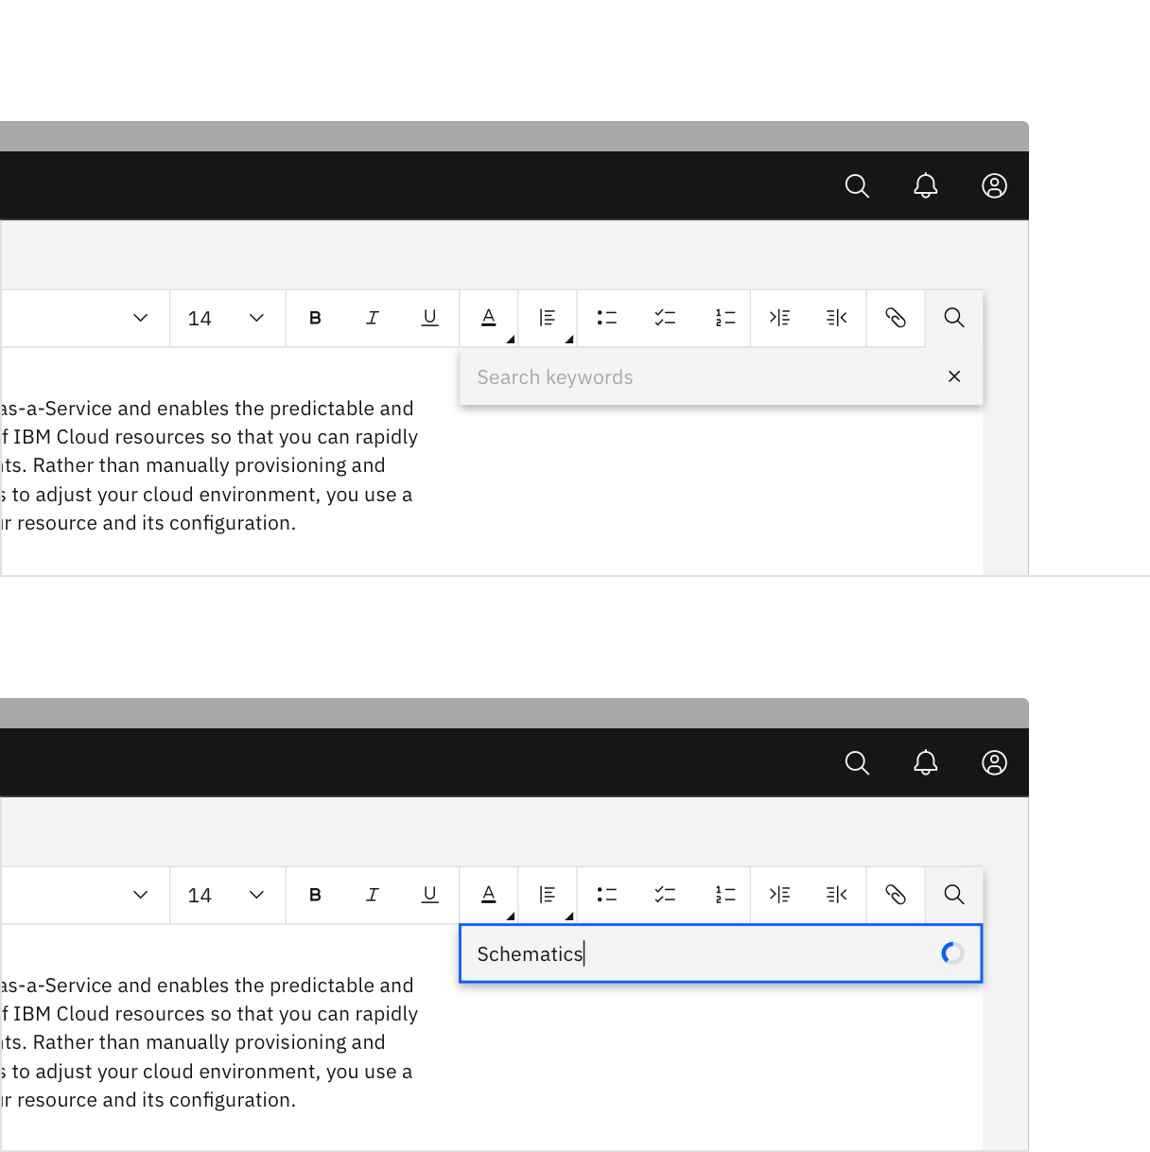 14
B I U A
Search keywords
as-a-Service and enables the predictable and
f IBM Cloud resources so that you can rapidly
nts. Rather than manually provisioning and
s to adjust your cloud environment, you use a
ur resource and its configuration.
14
B I U A
Schematics
as-a-Service and enables the predictable and
f IBM Cloud resources so that you can rapidly
nts. Rather than manually provisioning and
s to adjust your cloud environment, you use a
ur resource and its configuration.